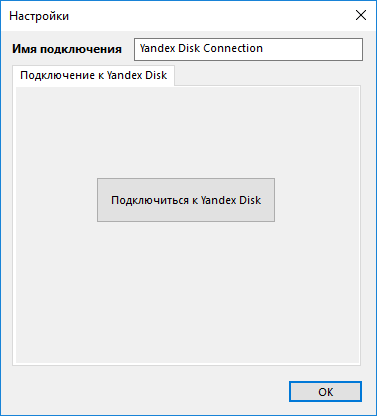 Настройки
Имя подключения Yandex Disk Connection
Подключение к Yandex Disk
Подключиться к Yandex Disk
OK